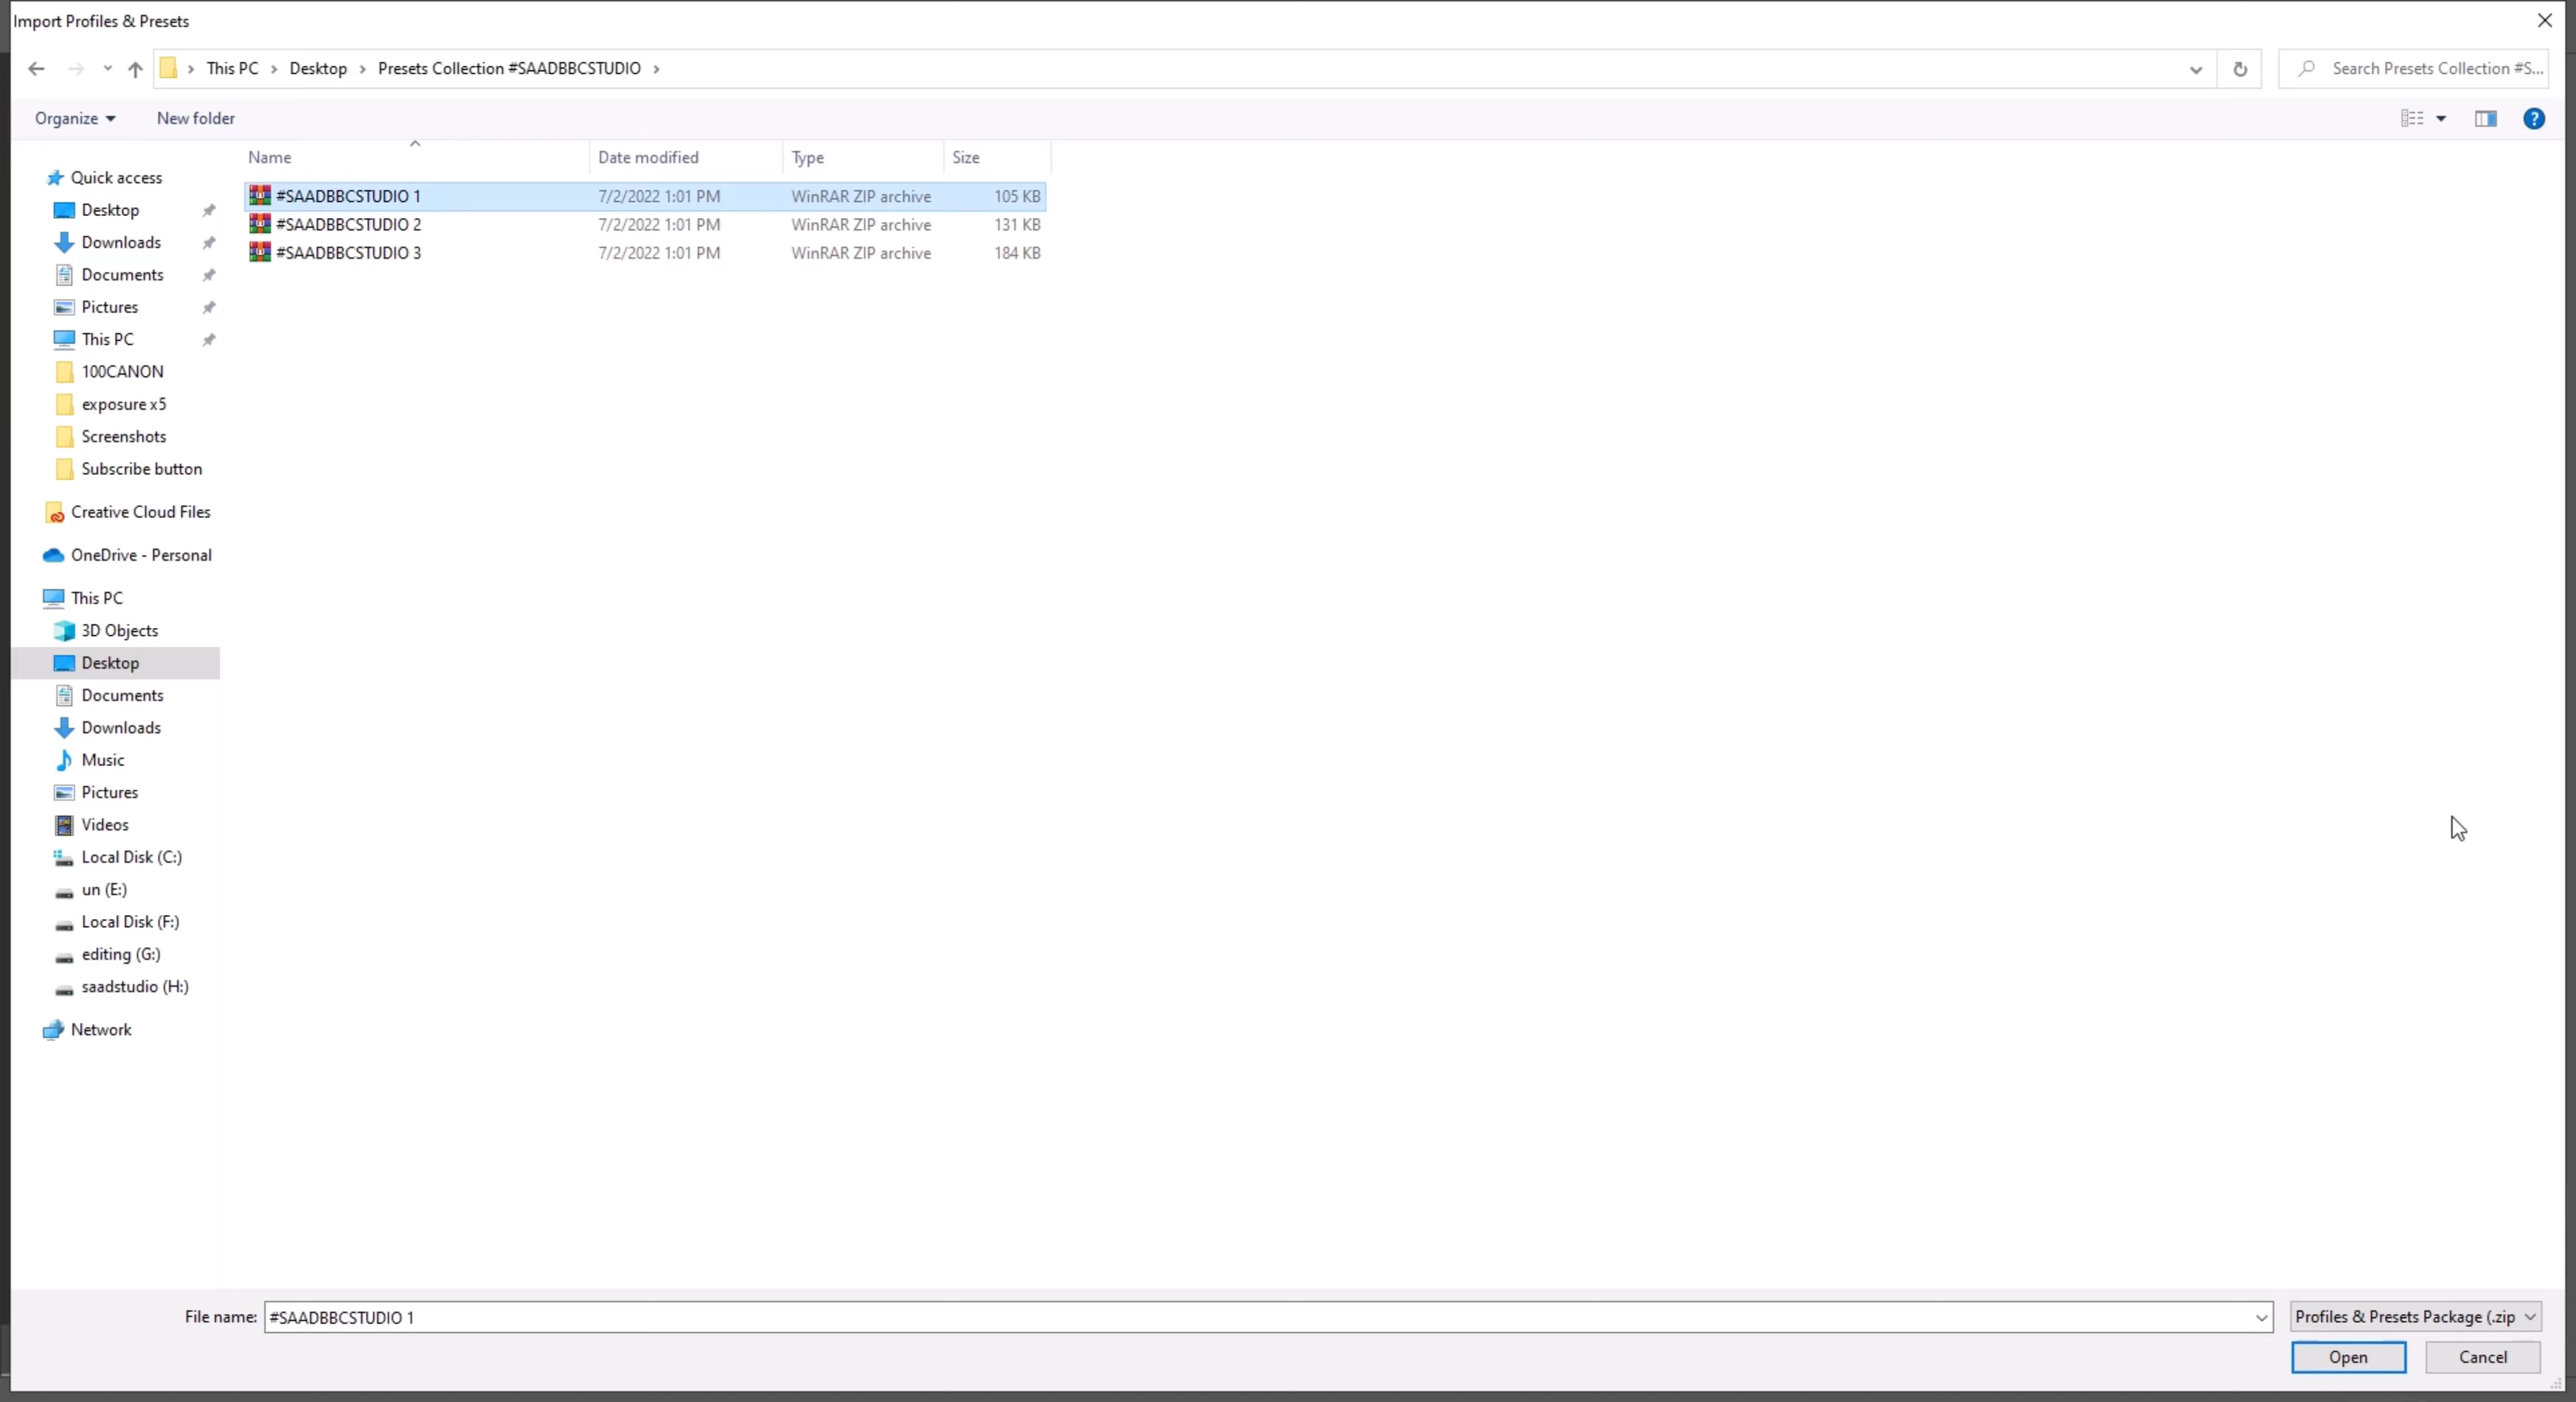 Import Profiles & Presets
This PC > Desktop > Presets Collection #SAADBBCSTUDIO >
Search Presets Collection #S...
Organize New folder
Name Date modified Type Size
#SAADBBCSTUDIO 1 7/2/2022 1:01 PM WinRAR ZIP archive 105 KB
#SAADBBCSTUDIO 2 7/2/2022 1:01 PM WinRAR ZIP archive 131 KB
#SAADBBCSTUDIO 3 7/2/2022 1:01 PM WinRAR ZIP archive 184 KB
Quick access
Desktop
Downloads
Documents
Pictures
This PC
100CANON
exposure x5
Screenshots
Subscribe button
Creative Cloud Files
OneDrive - Personal
This PC
3D Objects
Desktop
Documents
Downloads
Music
Pictures
Videos
Local Disk (C:)
un (E:)
Local Disk (F:)
editing (G:)
saadstudio (H:)
Network
File name: #SAADBBCSTUDIO 1
Profiles & Presets Package (.zip
Open Cancel